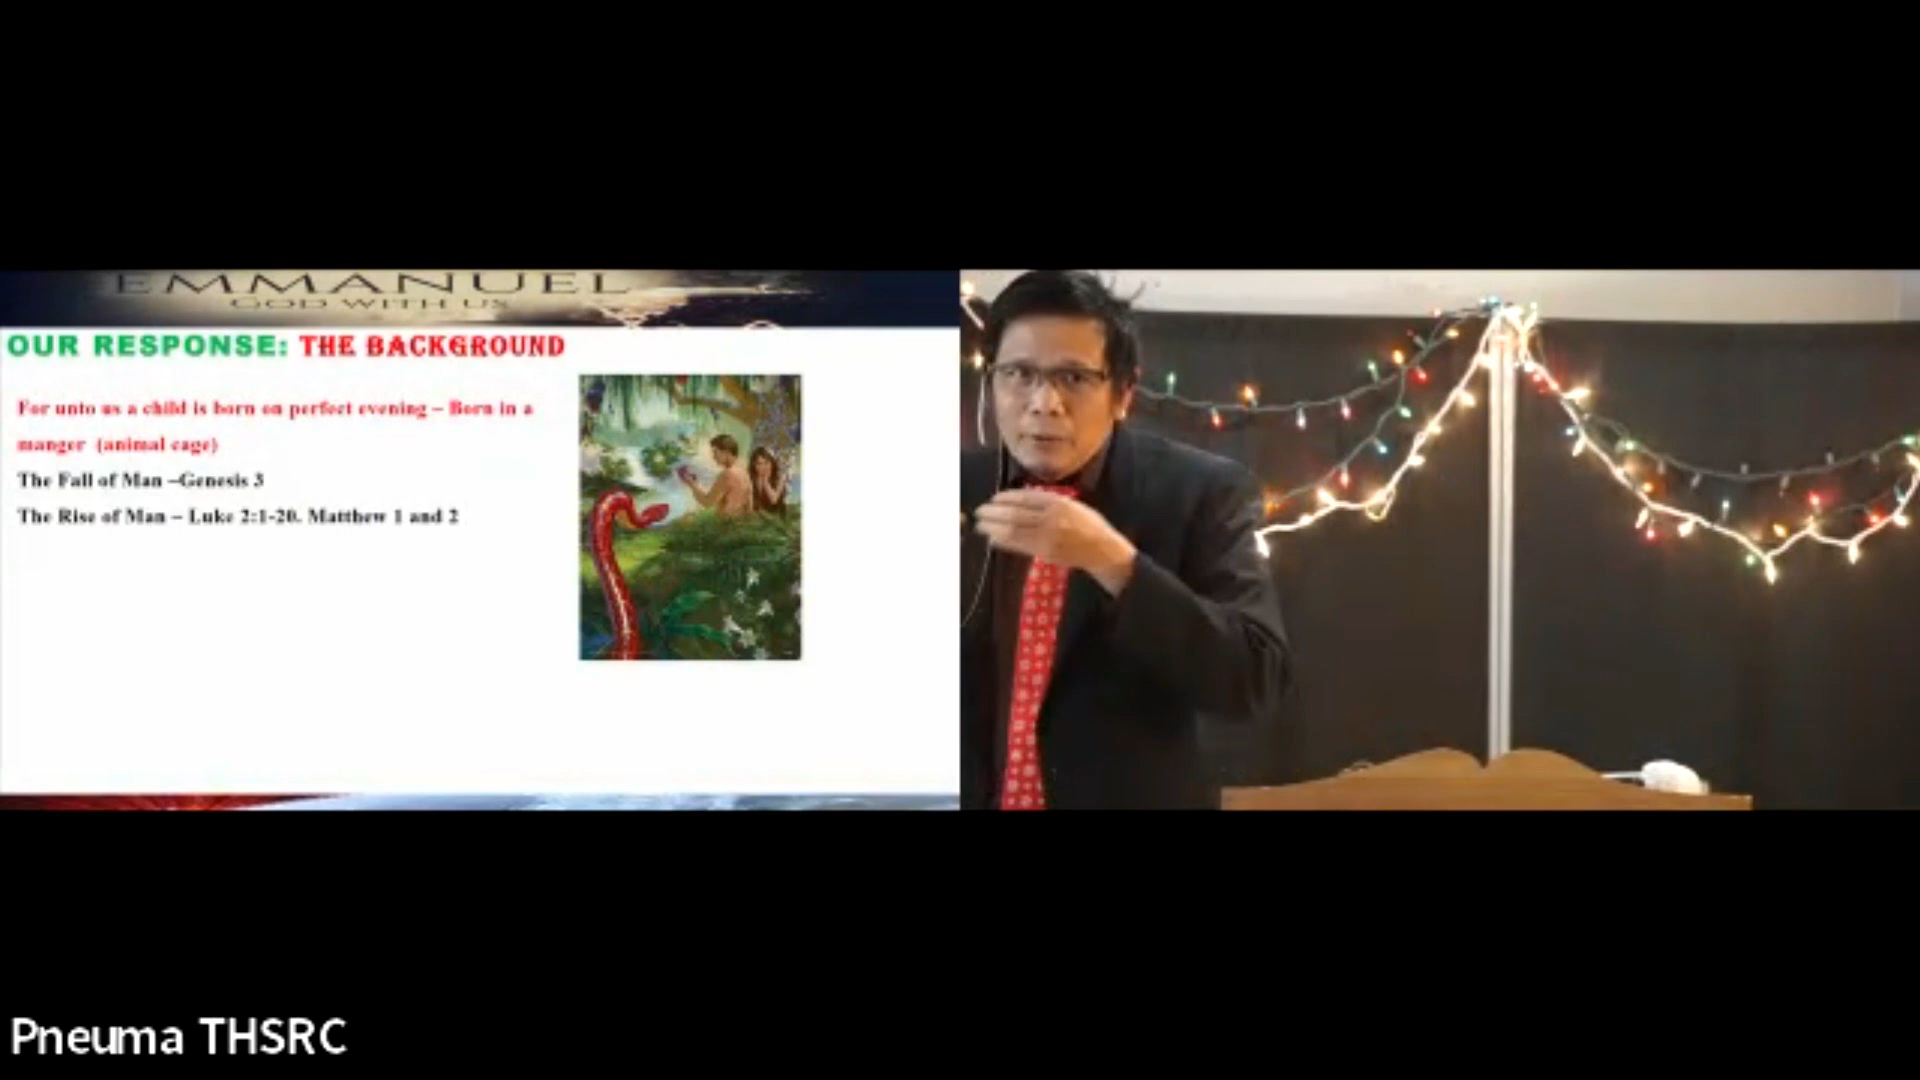 EMMANUEL
GOD WITH US
OUR RESPONSE: THE BACKGROUND
For unto us a child is born on perfect evening – Born in a
manger (animal cage)
The Fall of Man –Genesis 3
The Rise of Man – Luke 2:1-20. Matthew 1 and 2
Pneuma THSRC